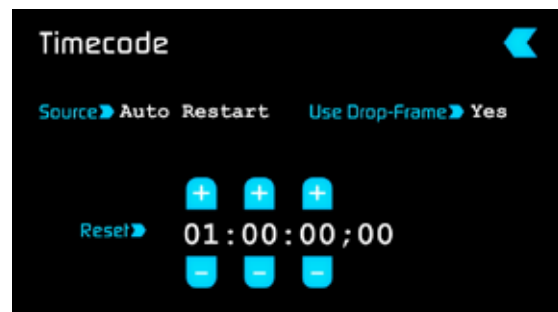 Timecode
Source Auto Restart Use Drop-Frame Yes
+ + +
Reset 01:00:00;00
- - -